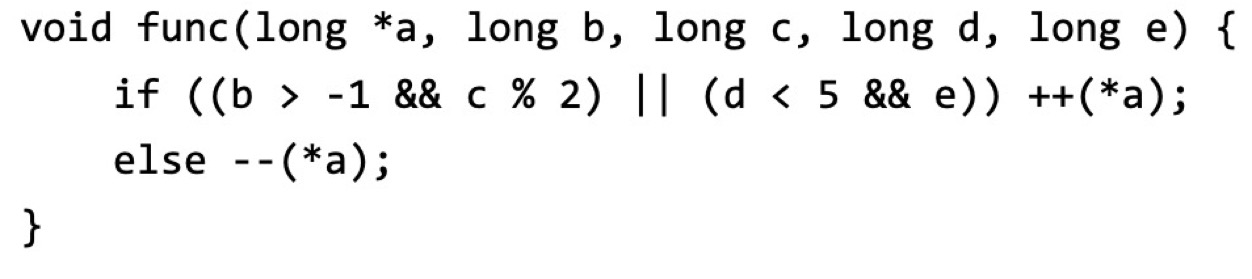 void func(long *a, long b, long c, long d, long e) {
    if ((b > -1 && c % 2) || (d < 5 && e)) ++(*a);
    else --(*a);
}